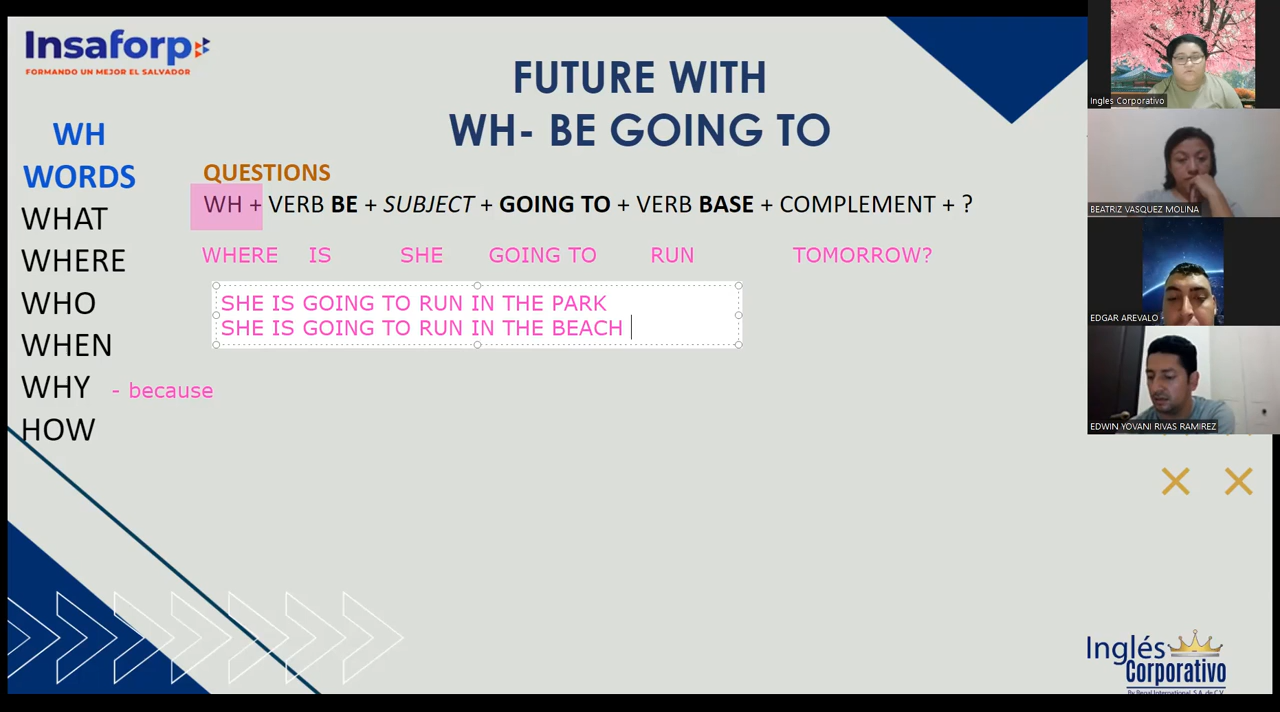 Insaforp
FORMANDO UN MEJOR EL SALVADOR
FUTURE WITH
WH- BE GOING TO
WH
WORDS
WHAT
WHERE
WHO
WHEN
WHY - because
HOW
QUESTIONS
WH + VERB BE + SUBJECT + GOING TO + VERB BASE + COMPLEMENT + ?
WHERE IS SHE GOING TO RUN TOMORROW?
SHE IS GOING TO RUN IN THE PARK
SHE IS GOING TO RUN IN THE BEACH
Ingles Corporativo
BEATRIZ VASQUEZ MOLINA
EDGAR AREVALO
EDWIN YOVANI RIVAS RAMIREZ
Inglés
Corporativo